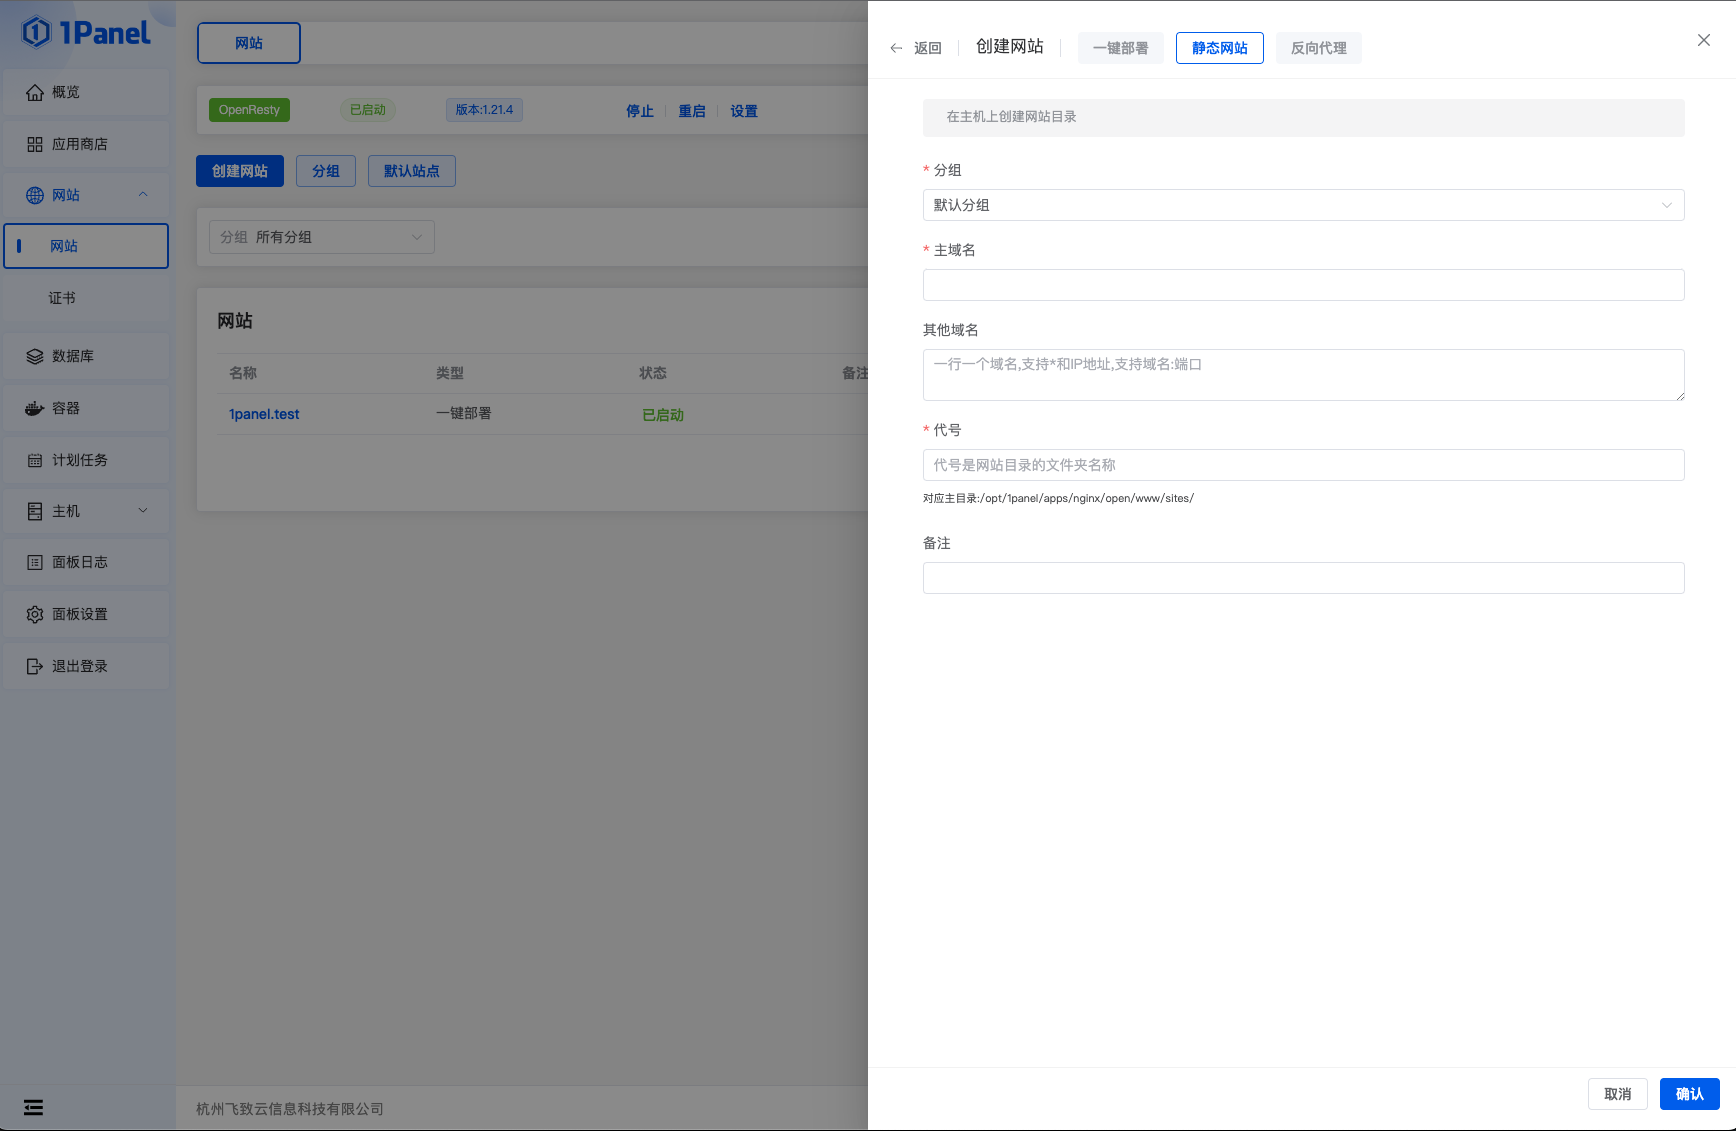 1Panel
概览
应用商店
网站
网站
证书
数据库
容器
计划任务
主机
面板日志
面板设置
退出登录
网站
OpenResty
已启动
版本:1.21.4
停止
重启
设置
创建网站
分组
默认站点
分组 所有分组
网站
名称 类型 状态 备注
1panel.test 一键部署 已启动
杭州飞致云信息科技有限公司
返回
创建网站
一键部署
静态网站
反向代理
在主机上创建网站目录
* 分组
默认分组
* 主域名
其他域名
一行一个域名,支持*和IP地址,支持域名:端口
* 代号
代号是网站目录的文件夹名称
对应主目录:/opt/1panel/apps/nginx/open/www/sites/
备注
取消
确认